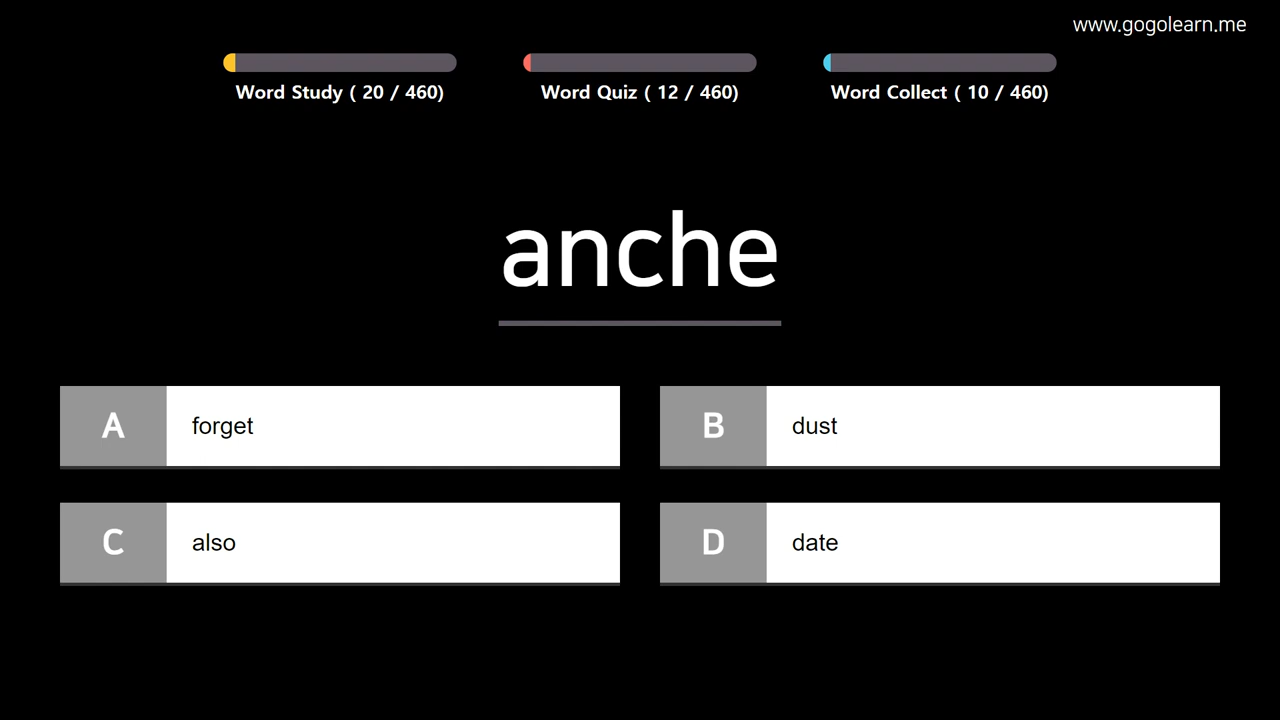 www.gogolearn.me
Word Study ( 20 / 460)
Word Quiz ( 12 / 460)
Word Collect ( 10 / 460)
anche
A forget
B dust
C also
D date